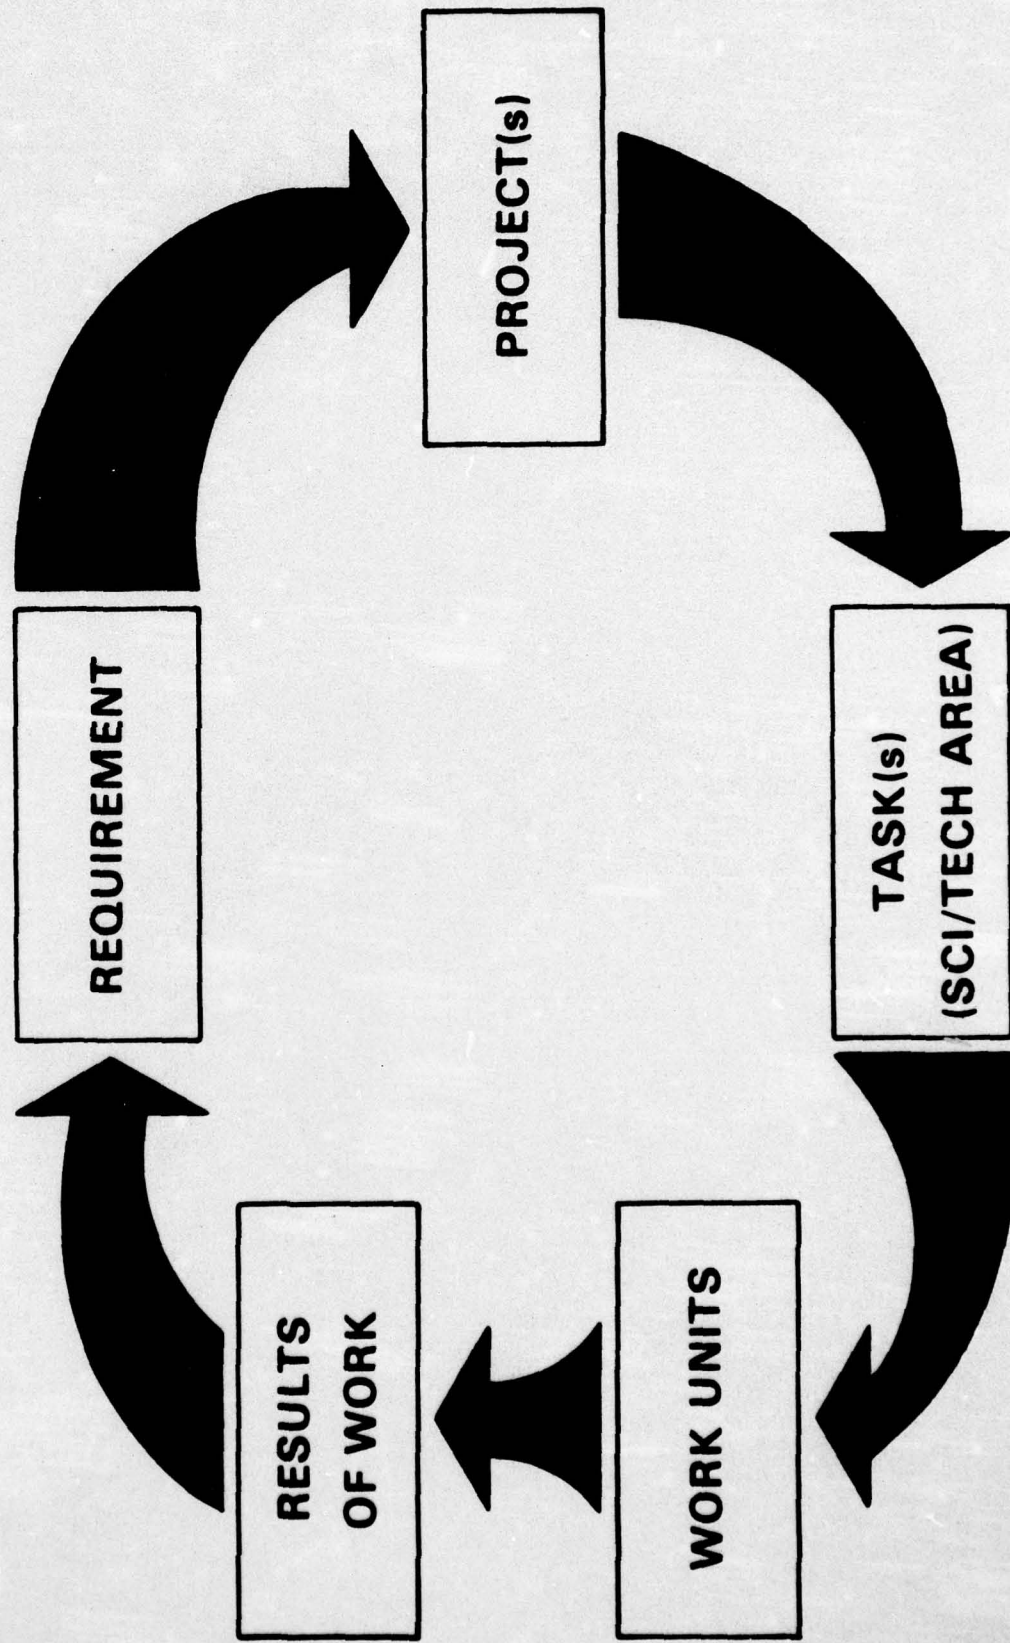 REQUIREMENT
PROJECT(s)
TASK(s)
(SCI/TECH AREA)
WORK UNITS
RESULTS
OF WORK